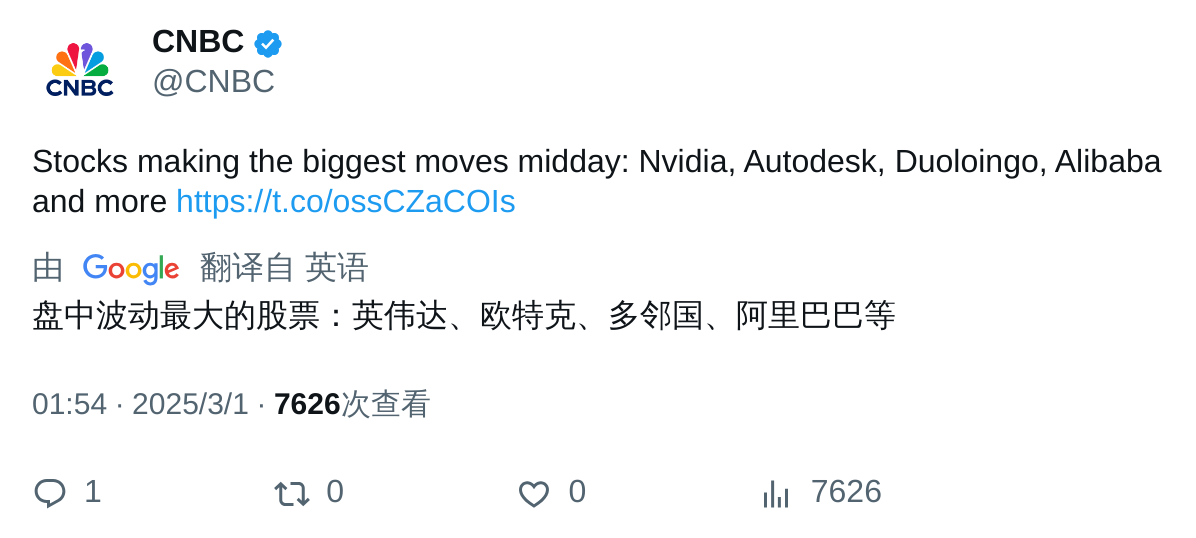 CNBC
CNBC
@CNBC
Stocks making the biggest moves midday: Nvidia, Autodesk, Duoloingo, Alibaba
and more https://t.co/ossCZaCOIs
由 Google 翻译自 英语
盘中波动最大的股票：英伟达、欧特克、多邻国、阿里巴巴等
01:54 · 2025/3/1 · 7626次查看
1 0 0 7626